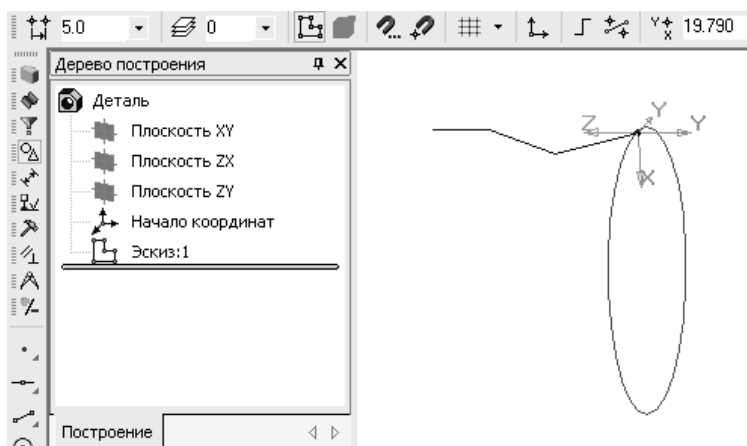 5.0 0 Y X 19.790
Дерево построения
Деталь
Плоскость XY
Плоскость ZX
Плоскость ZY
Начало координат
Эскиз:1
Построение
Z Y Y
X